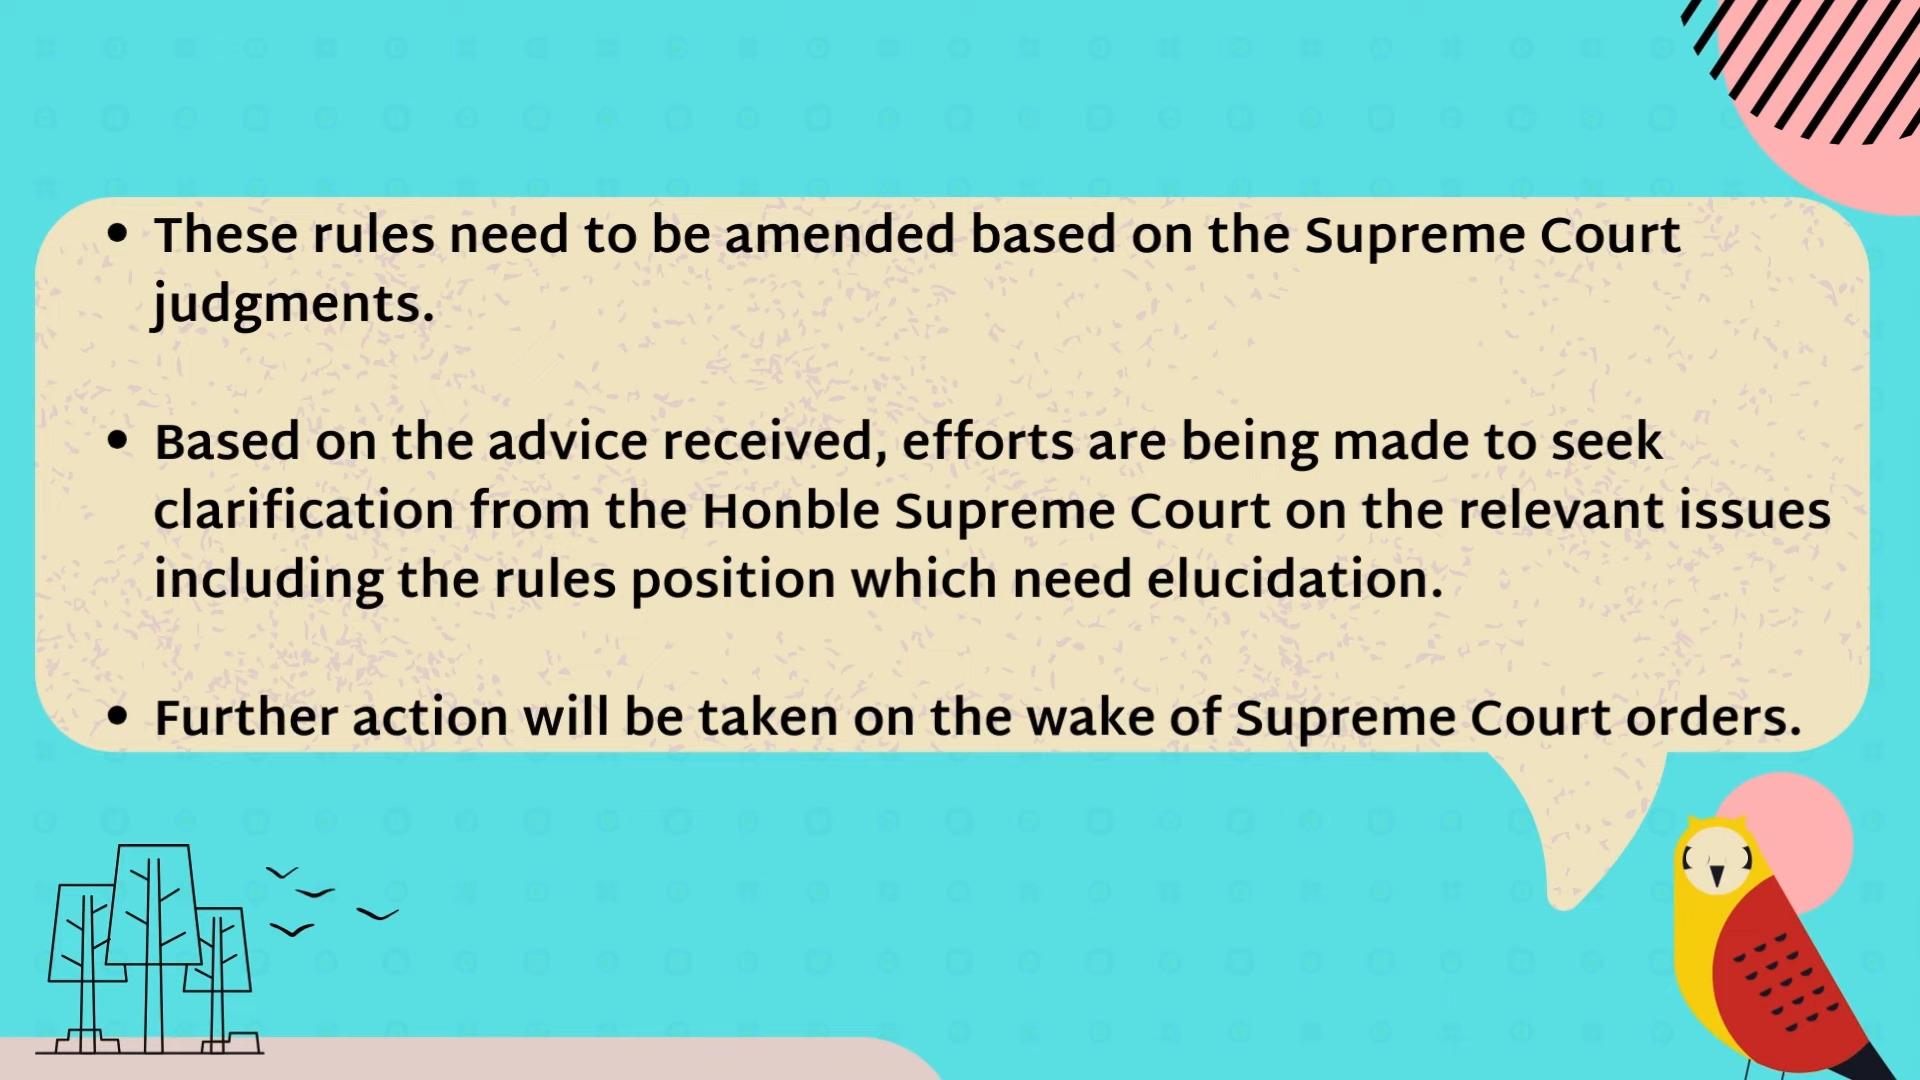 • These rules need to be amended based on the Supreme Court
judgments.
• Based on the advice received, efforts are being made to seek
clarification from the Honble Supreme Court on the relevant issues
including the rules position which need elucidation.
• Further action will be taken on the wake of Supreme Court orders.